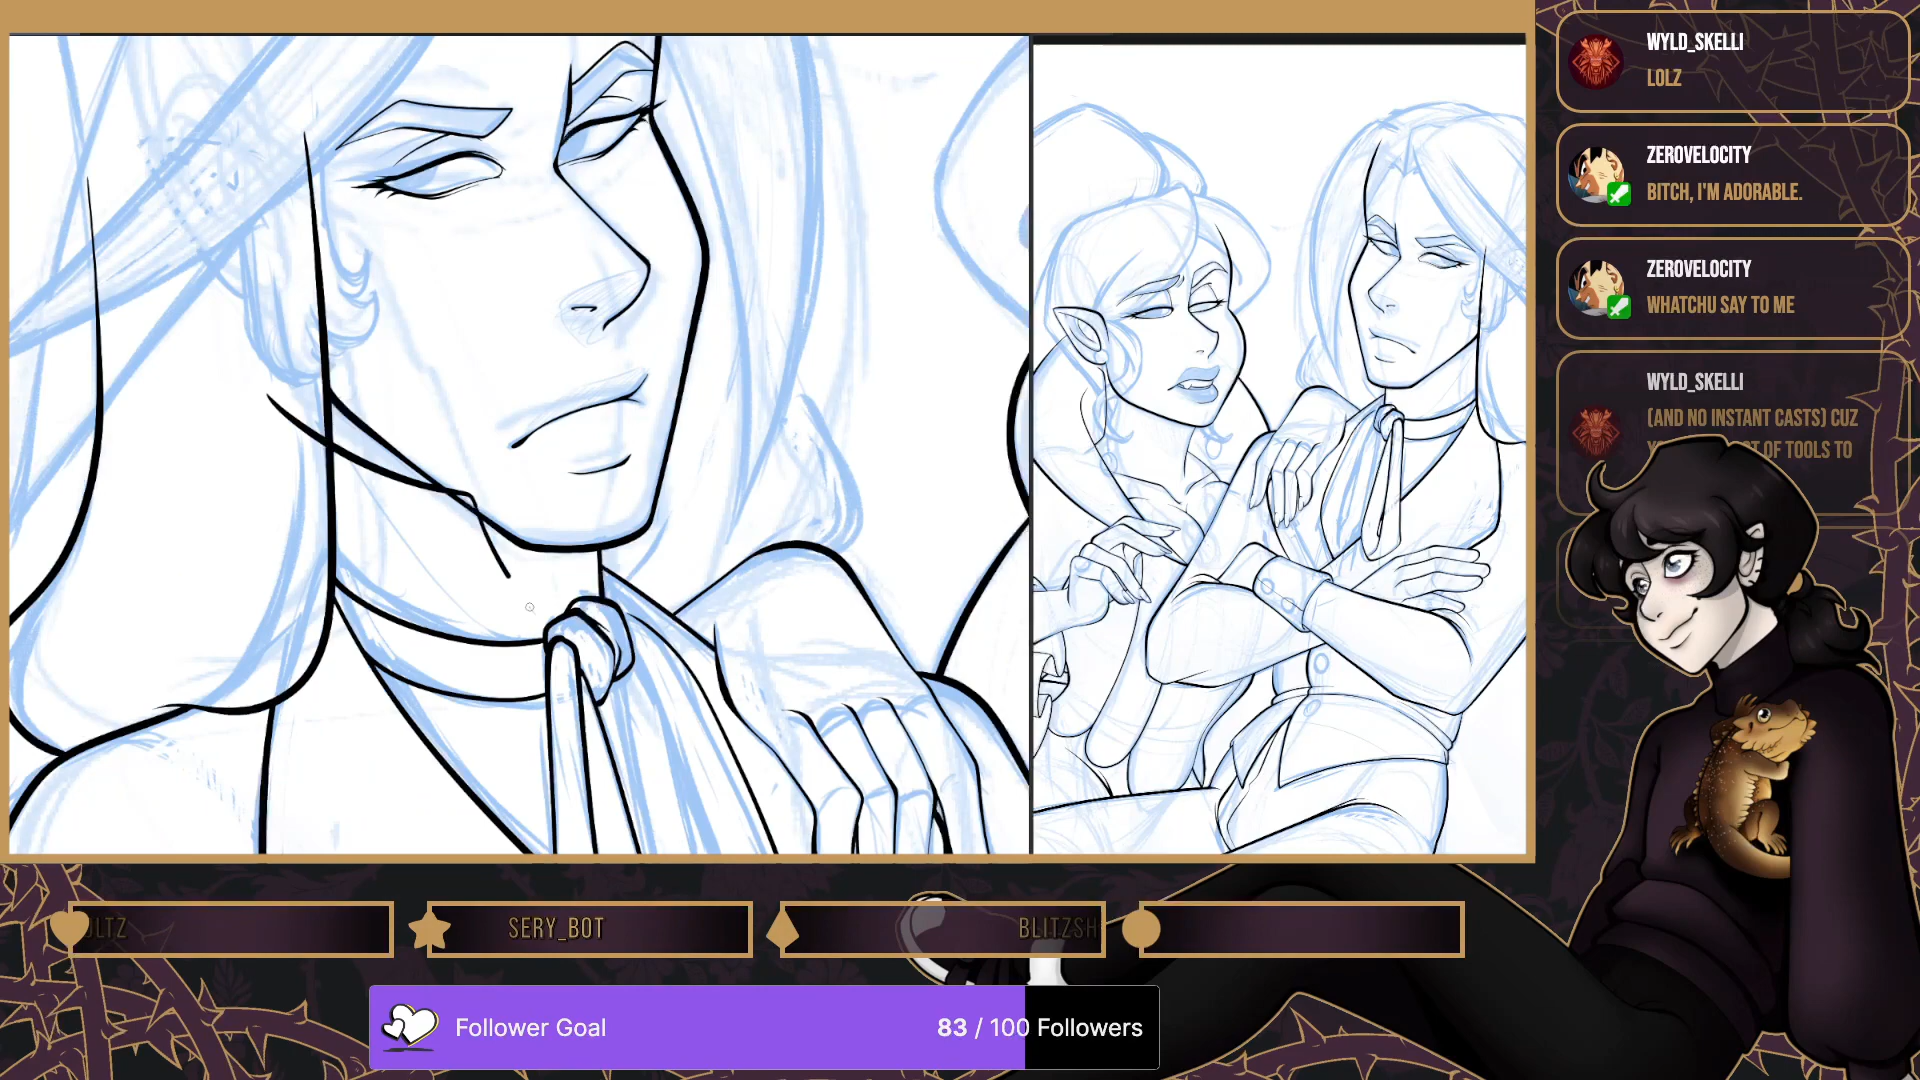 WYLD_SKELLI
LOLZ
ZEROVELOCITY
BITCH, I'M ADORABLE.
ZEROVELOCITY
WHATCHU SAY TO ME
WYLD_SKELLI
(AND NO INSTANT CASTS) CUZ
OF TOOLS TO
SERY_BOT
BLITZSH
Follower Goal
83 / 100 Followers